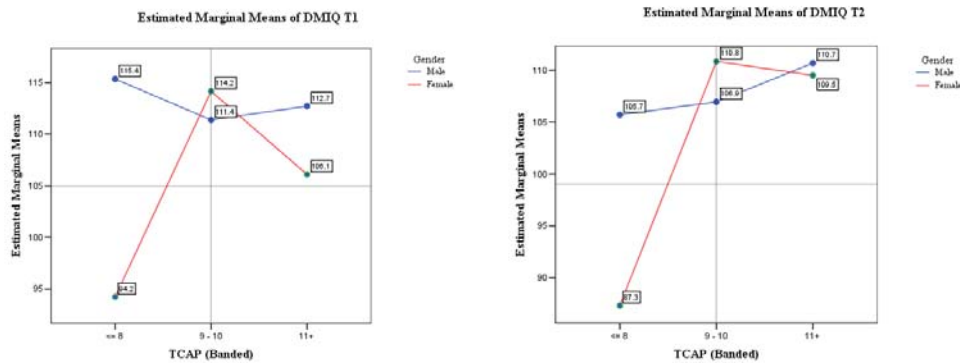 Estimated Marginal Means of DMIQ T1
Estimated Marginal Means
115
110
105
100
95
115.4
114.2
111.4
112.7
106.1
94.2
<= 8
9 - 10
11+
TCAP (Banded)
Gender
Male
Female
Estimated Marginal Means of DMIQ T2
Estimated Marginal Means
110
105
100
95
90
110.8
110.7
109.5
106.9
105.7
87.3
<= 8
9 - 10
11+
TCAP (Banded)
Gender
Male
Female